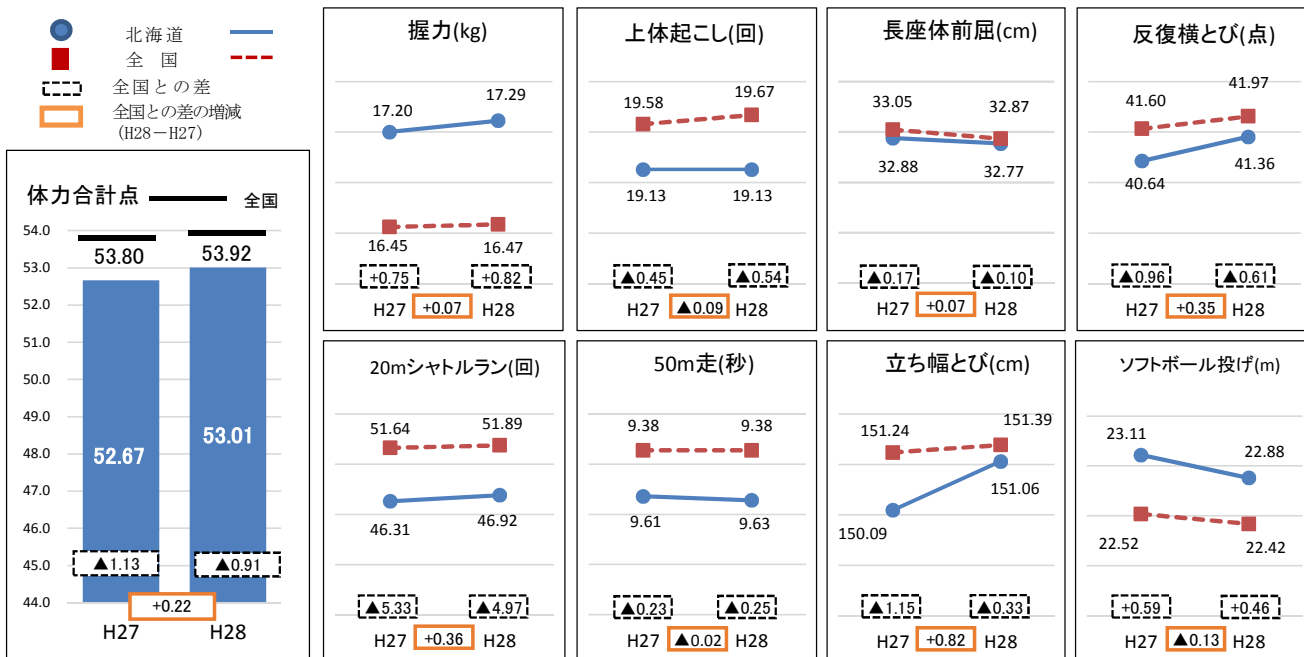 北海道
全 国
全国との差
全国との差の増減
(H28－H27)
体力合計点
全国
54.0
53.0
52.0
51.0
50.0
49.0
48.0
47.0
46.0
45.0
44.0
53.80
53.92
52.67
53.01
▲1.13
▲0.91
+0.22
H27
H28
握力(kg)
17.20
17.29
16.45
16.47
+0.75
+0.82
H27
+0.07
H28
上体起こし(回)
19.58
19.67
19.13
19.13
▲0.45
▲0.54
H27
▲0.09
H28
長座体前屈(cm)
33.05
32.87
32.88
32.77
▲0.17
▲0.10
H27
+0.07
H28
反復横とび(点)
41.60
41.97
40.64
41.36
▲0.96
▲0.61
H27
+0.35
H28
20mシャトルラン(回)
51.64
51.89
46.31
46.92
▲5.33
▲4.97
H27
+0.36
H28
50m走(秒)
9.38
9.38
9.61
9.63
▲0.23
▲0.25
H27
▲0.02
H28
立ち幅とび(cm)
151.24
151.39
150.09
151.06
▲1.15
▲0.33
H27
+0.82
H28
ソフトボール投げ(m)
23.11
22.88
22.52
22.42
+0.59
+0.46
H27
▲0.13
H28